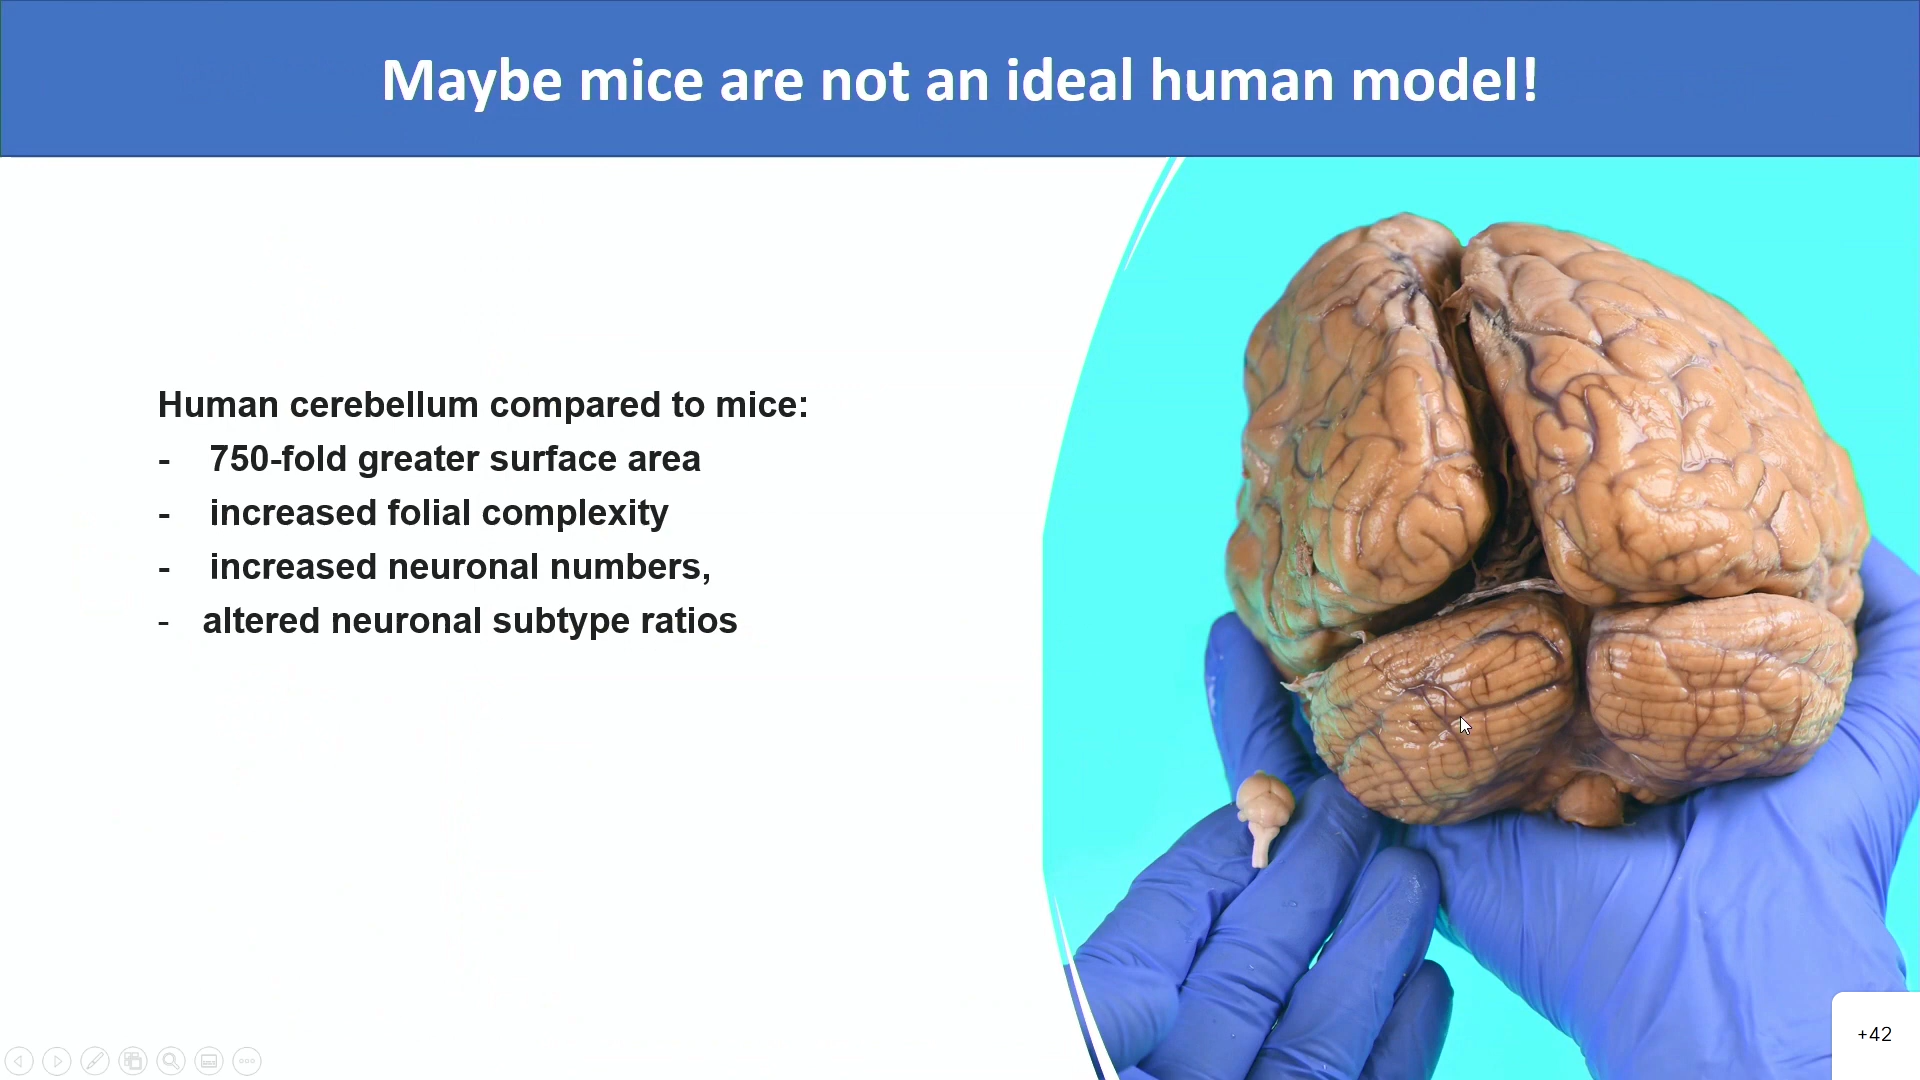 Maybe mice are not an ideal human model!
Human cerebellum compared to mice:
- 750-fold greater surface area
- increased folial complexity
- increased neuronal numbers,
- altered neuronal subtype ratios
+42